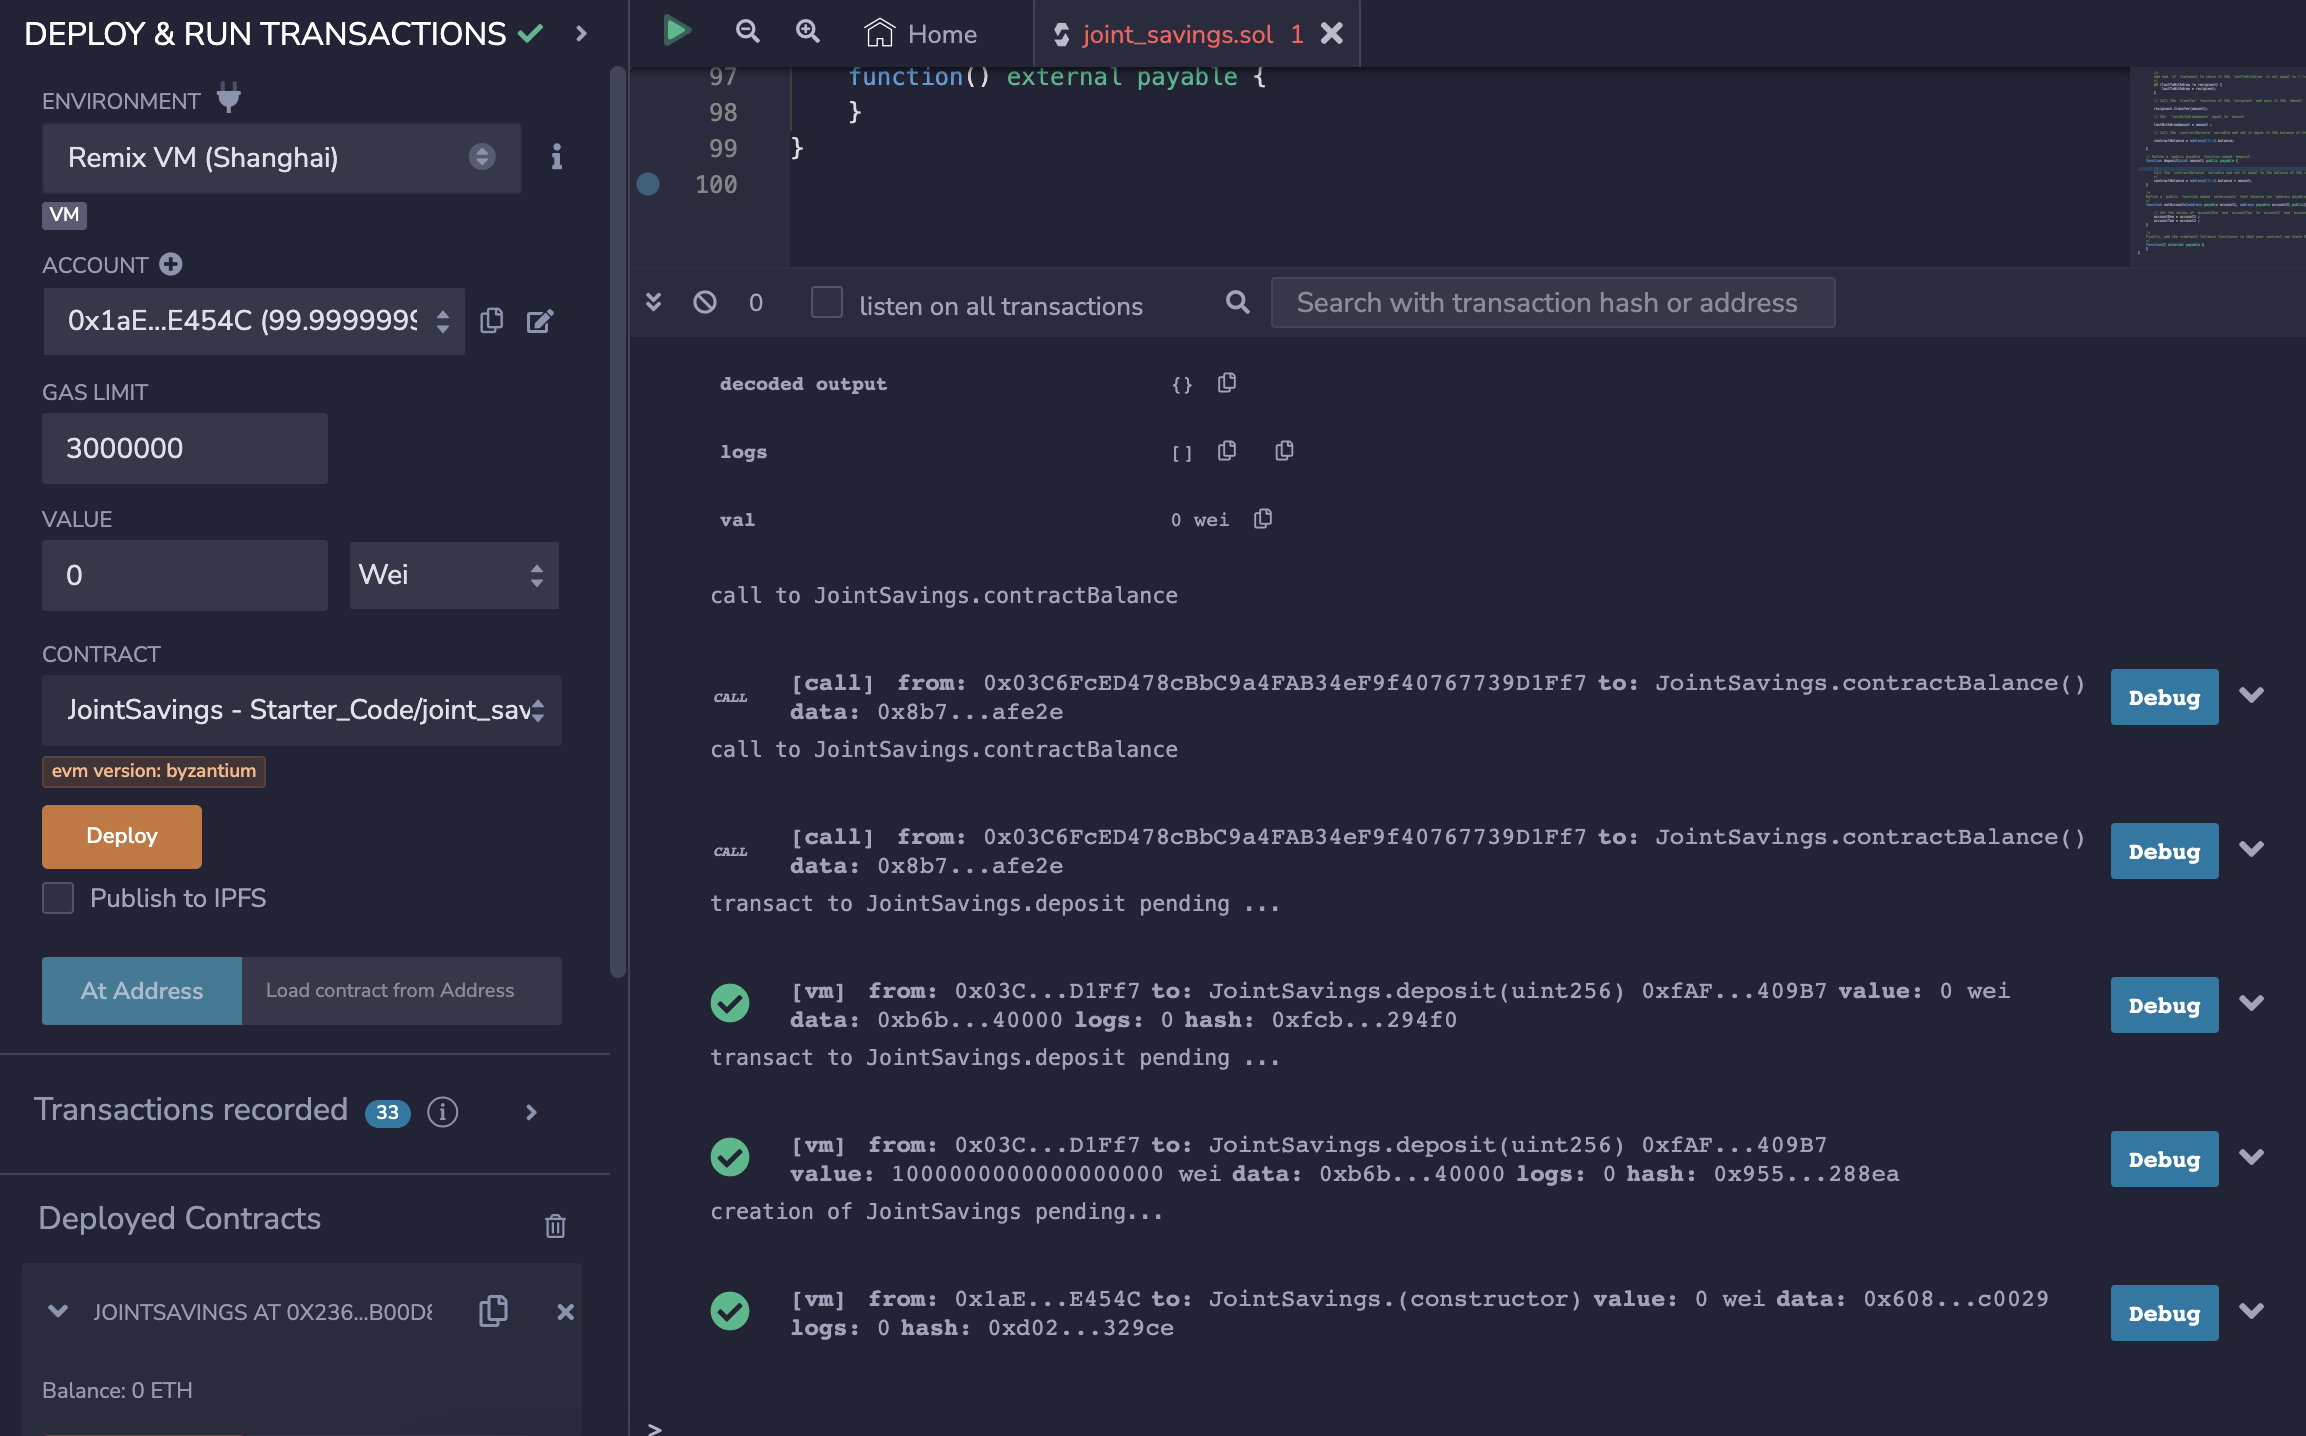 DEPLOY & RUN TRANSACTIONS
ENVIRONMENT
Remix VM (Shanghai)
VM
ACCOUNT
0x1aE...E454C (99.9999999
GAS LIMIT
3000000
VALUE
0 Wei
CONTRACT
JointSavings - Starter_Code/joint_sav
evm version: byzantium
Deploy
Publish to IPFS
At Address Load contract from Address
Transactions recorded 33 i
Deployed Contracts
JOINTSAVINGS AT 0X236...B00D8
Balance: 0 ETH
Home joint_savings.sol 1
97 function() external payable {
98 }
99 }
100
0 listen on all transactions Search with transaction hash or address
decoded output {}
logs []
val 0 wei
call to JointSavings.contractBalance
CALL [call] from: 0x03C6FcED478cBbC9a4FAB34eF9f40767739D1Ff7 to: JointSavings.contractBalance() Debug
data: 0x8b7...afe2e
call to JointSavings.contractBalance
CALL [call] from: 0x03C6FcED478cBbC9a4FAB34eF9f40767739D1Ff7 to: JointSavings.contractBalance() Debug
data: 0x8b7...afe2e
transact to JointSavings.deposit pending ...
[vm] from: 0x03C...D1Ff7 to: JointSavings.deposit(uint256) 0xfAF...409B7 value: 0 wei Debug
data: 0xb6b...40000 logs: 0 hash: 0xfcb...294f0
transact to JointSavings.deposit pending ...
[vm] from: 0x03C...D1Ff7 to: JointSavings.deposit(uint256) 0xfAF...409B7 Debug
value: 1000000000000000000 wei data: 0xb6b...40000 logs: 0 hash: 0x955...288ea
creation of JointSavings pending...
[vm] from: 0x1aE...E454C to: JointSavings.(constructor) value: 0 wei data: 0x608...c0029 Debug
logs: 0 hash: 0xd02...329ce
>